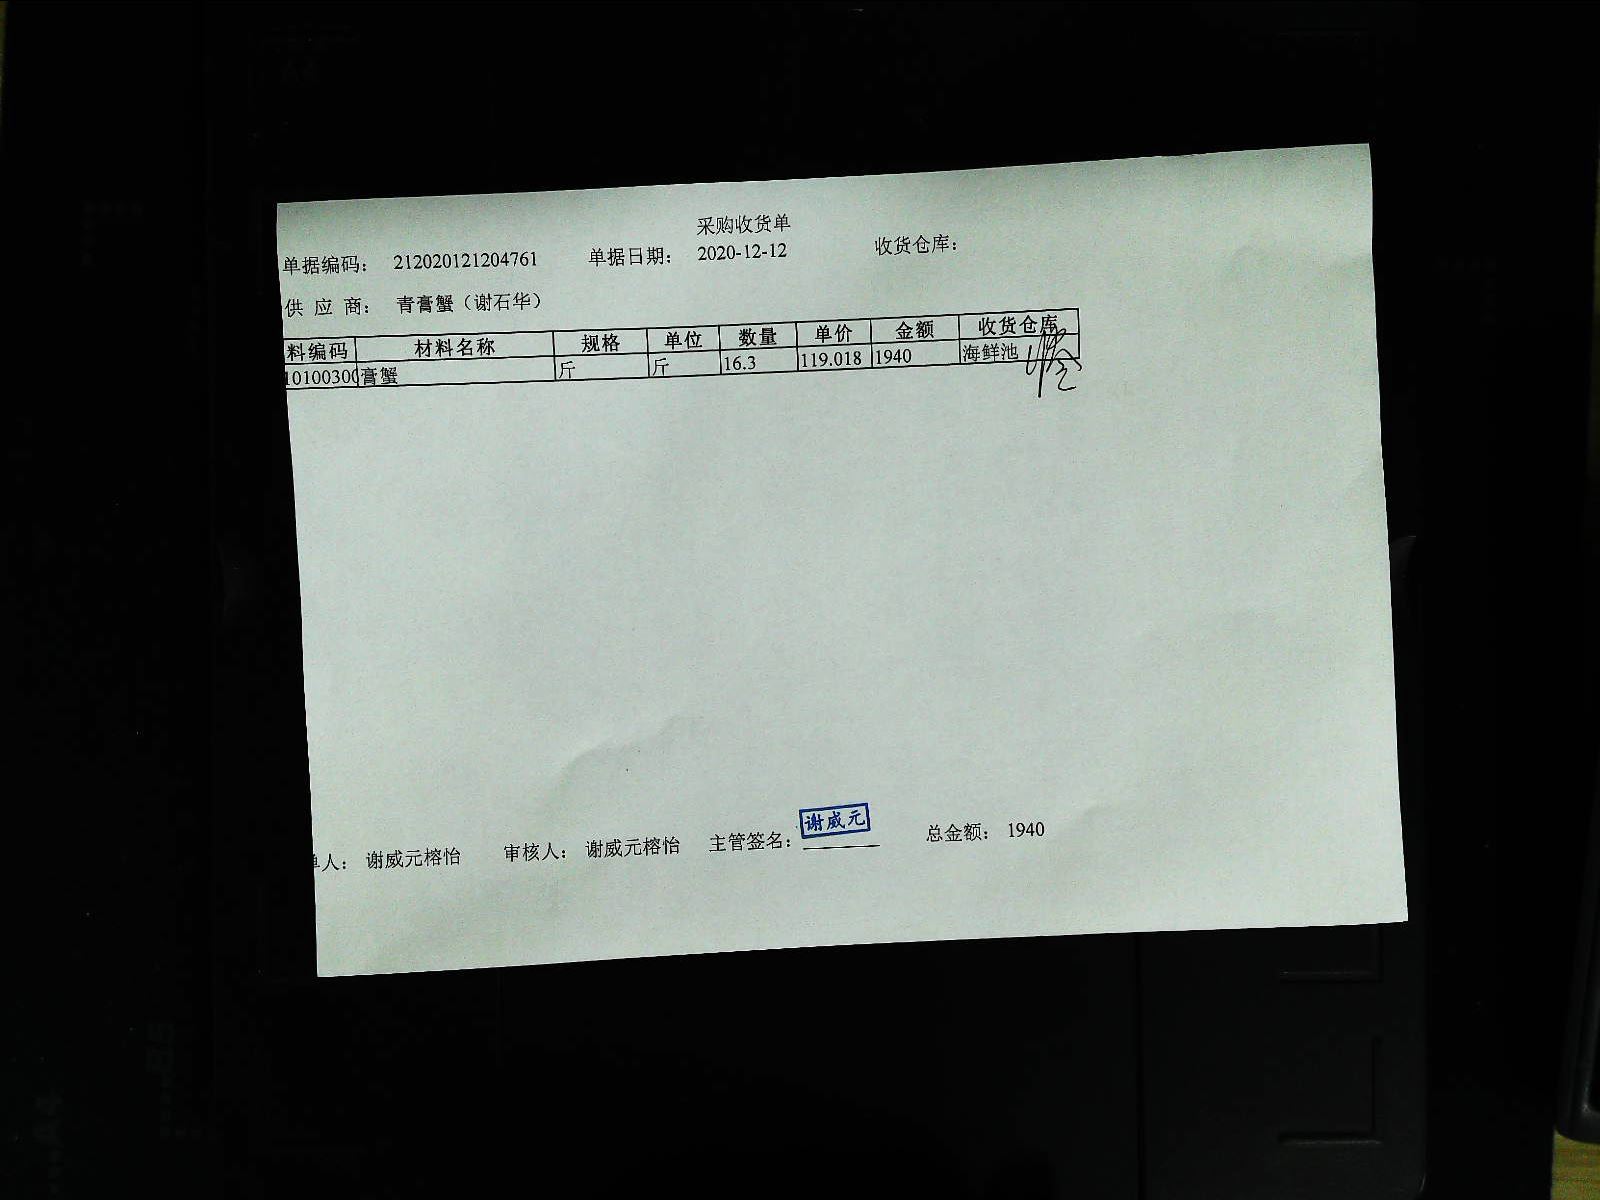 采购收货单
单据编码： 212020121204761 单据日期： 2020-12-12 收货仓库：
供 应 商： 青膏蟹（谢石华）
料编码 材料名称 规格 单位 数量 单价 金额 收货仓库
1010030 膏蟹 斤 斤 16.3 119.018 1940 海鲜池
单人： 谢威元榕怡 审核人： 谢威元榕怡 主管签名： 谢威元 总金额： 1940